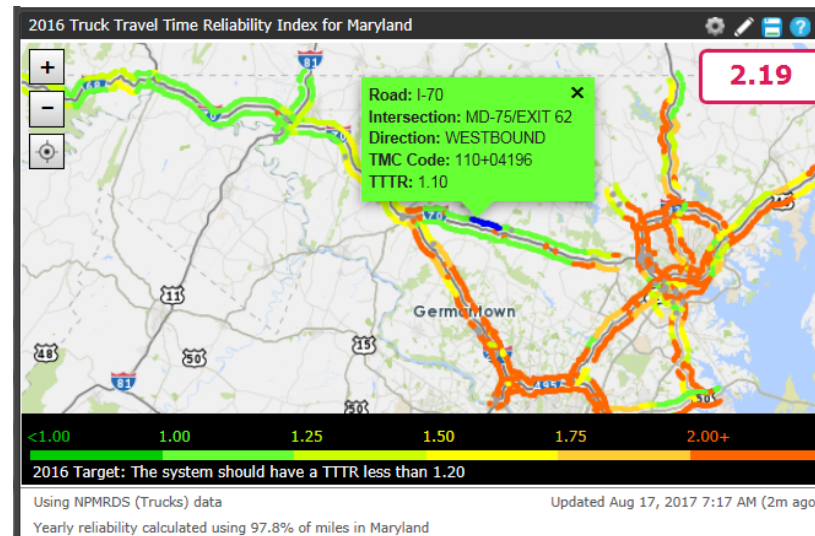 2016 Truck Travel Time Reliability Index for Maryland
+
2.19
−
81
Road: I-70
Intersection: MD-75/EXIT 62
Direction: WESTBOUND
TMC Code: 110+04196
TTTR: 1.10
68
70
70
11
Germantown
15
48
50
81
50
495
50
<1.00 1.00 1.25 1.50 1.75 2.00+
2016 Target: The system should have a TTTR less than 1.20
Using NPMRDS (Trucks) data Updated Aug 17, 2017 7:17 AM (2m ago
Yearly reliability calculated using 97.8% of miles in Maryland